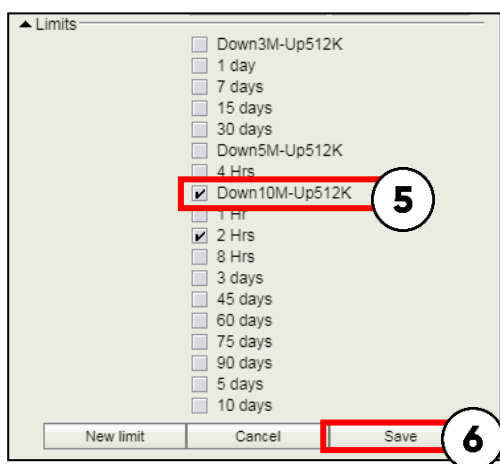 Limits
Down3M-Up512K
1 day
7 days
15 days
30 days
Down5M-Up512K
4 Hrs
Down10M-Up512K
5
1 Hr
2 Hrs
8 Hrs
3 days
45 days
60 days
75 days
90 days
5 days
10 days
New limit Cancel Save 6